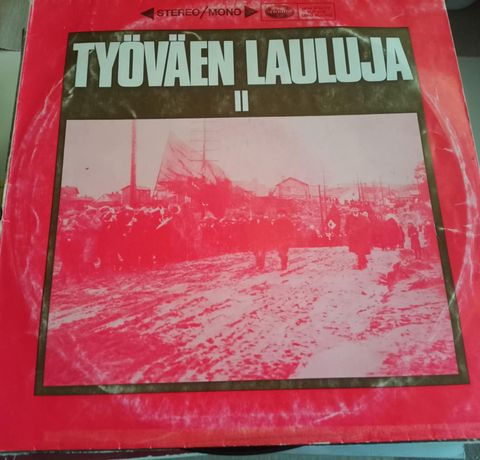 STEREO/MONO
TYÖVÄEN LAULUJA
II